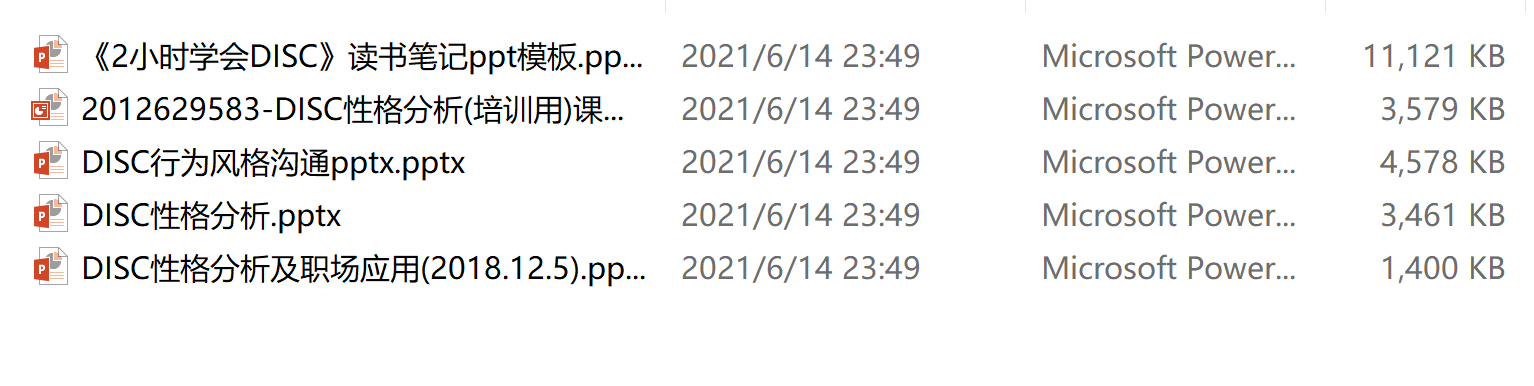 《2小时学会DISC》读书笔记ppt模板.pp... 2021/6/14 23:49 Microsoft Power... 11,121 KB
2012629583-DISC性格分析(培训用)课... 2021/6/14 23:49 Microsoft Power... 3,579 KB
DISC行为风格沟通pptx.pptx 2021/6/14 23:49 Microsoft Power... 4,578 KB
DISC性格分析.pptx 2021/6/14 23:49 Microsoft Power... 3,461 KB
DISC性格分析及职场应用(2018.12.5).pp... 2021/6/14 23:49 Microsoft Power... 1,400 KB